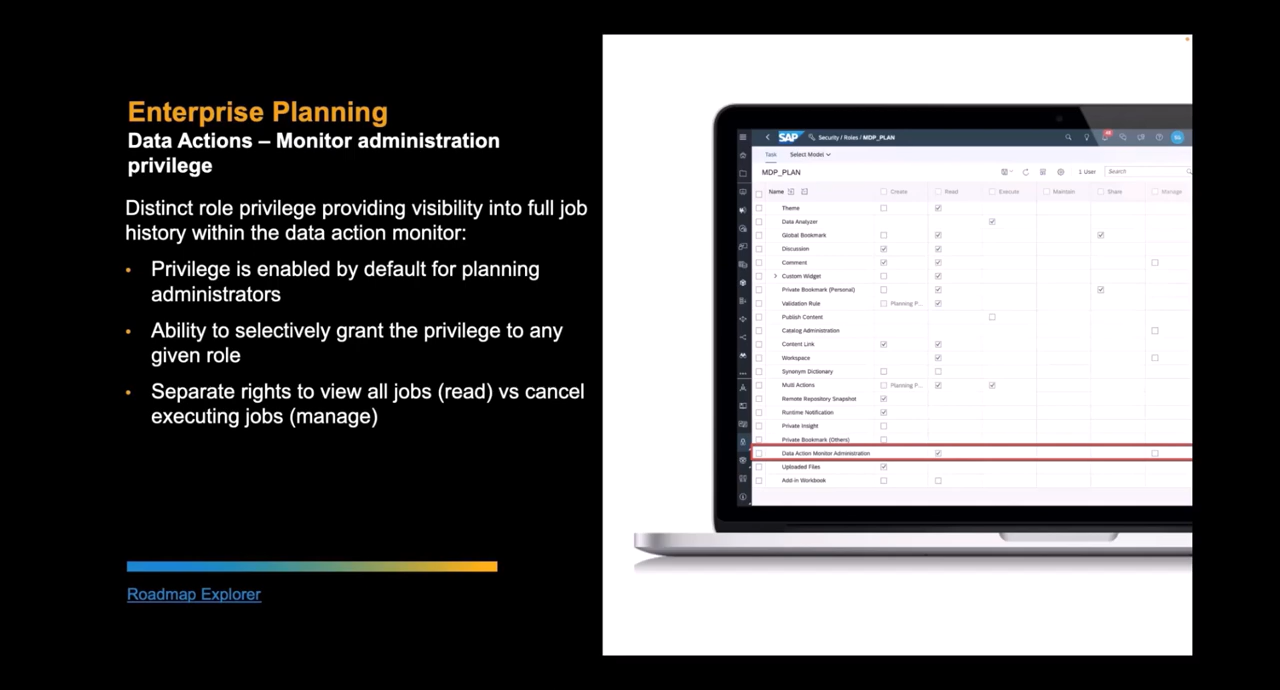 Enterprise Planning
Data Actions – Monitor administration
privilege
Distinct role privilege providing visibility into full job
history within the data action monitor:
• Privilege is enabled by default for planning
administrators
• Ability to selectively grant the privilege to any
given role
• Separate rights to view all jobs (read) vs cancel
executing jobs (manage)
Roadmap Explorer
SAP Security / Roles / MDP_PLAN
Task Select Model
MDP_PLAN 1 User Search
Name Create Read Execute Maintain Share Manage
Theme
Data Analyzer
Global Bookmark
Discussion
Comment
Custom Widget
Private Bookmark (Personal)
Validation Rule Planning P...
Publish Content
Catalog Administration
Content Link
Workspace
Synonym Dictionary
Multi Actions Planning P...
Remote Repository Snapshot
Runtime Notification
Private Insight
Private Bookmark (Others)
Data Action Monitor Administration
Uploaded Files
Add-in Workbook